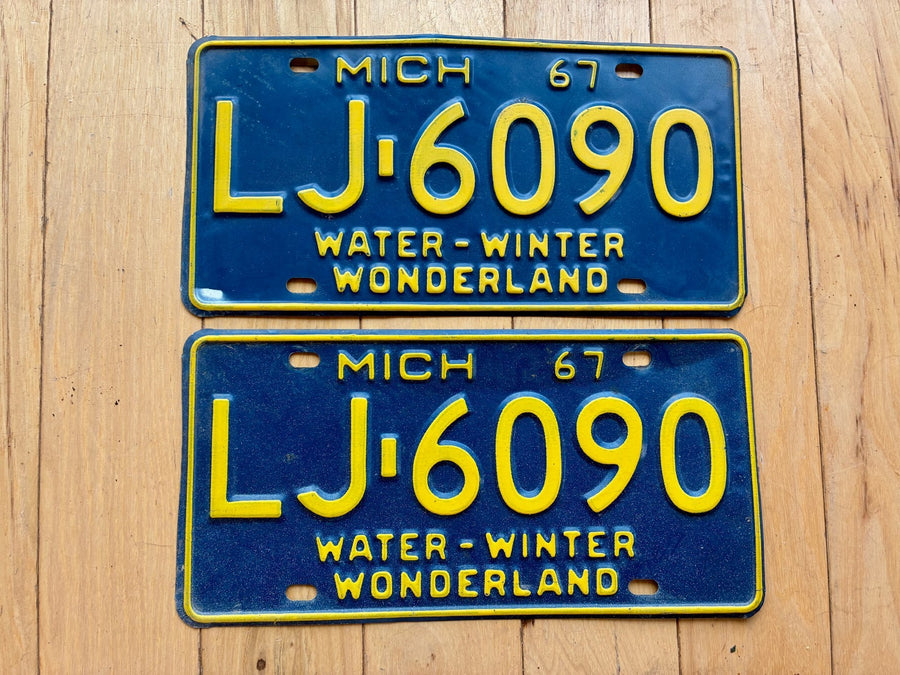 MICH 67
LJ-6090
WATER - WINTER
WONDERLAND
MICH 67
LJ-6090
WATER - WINTER
WONDERLAND